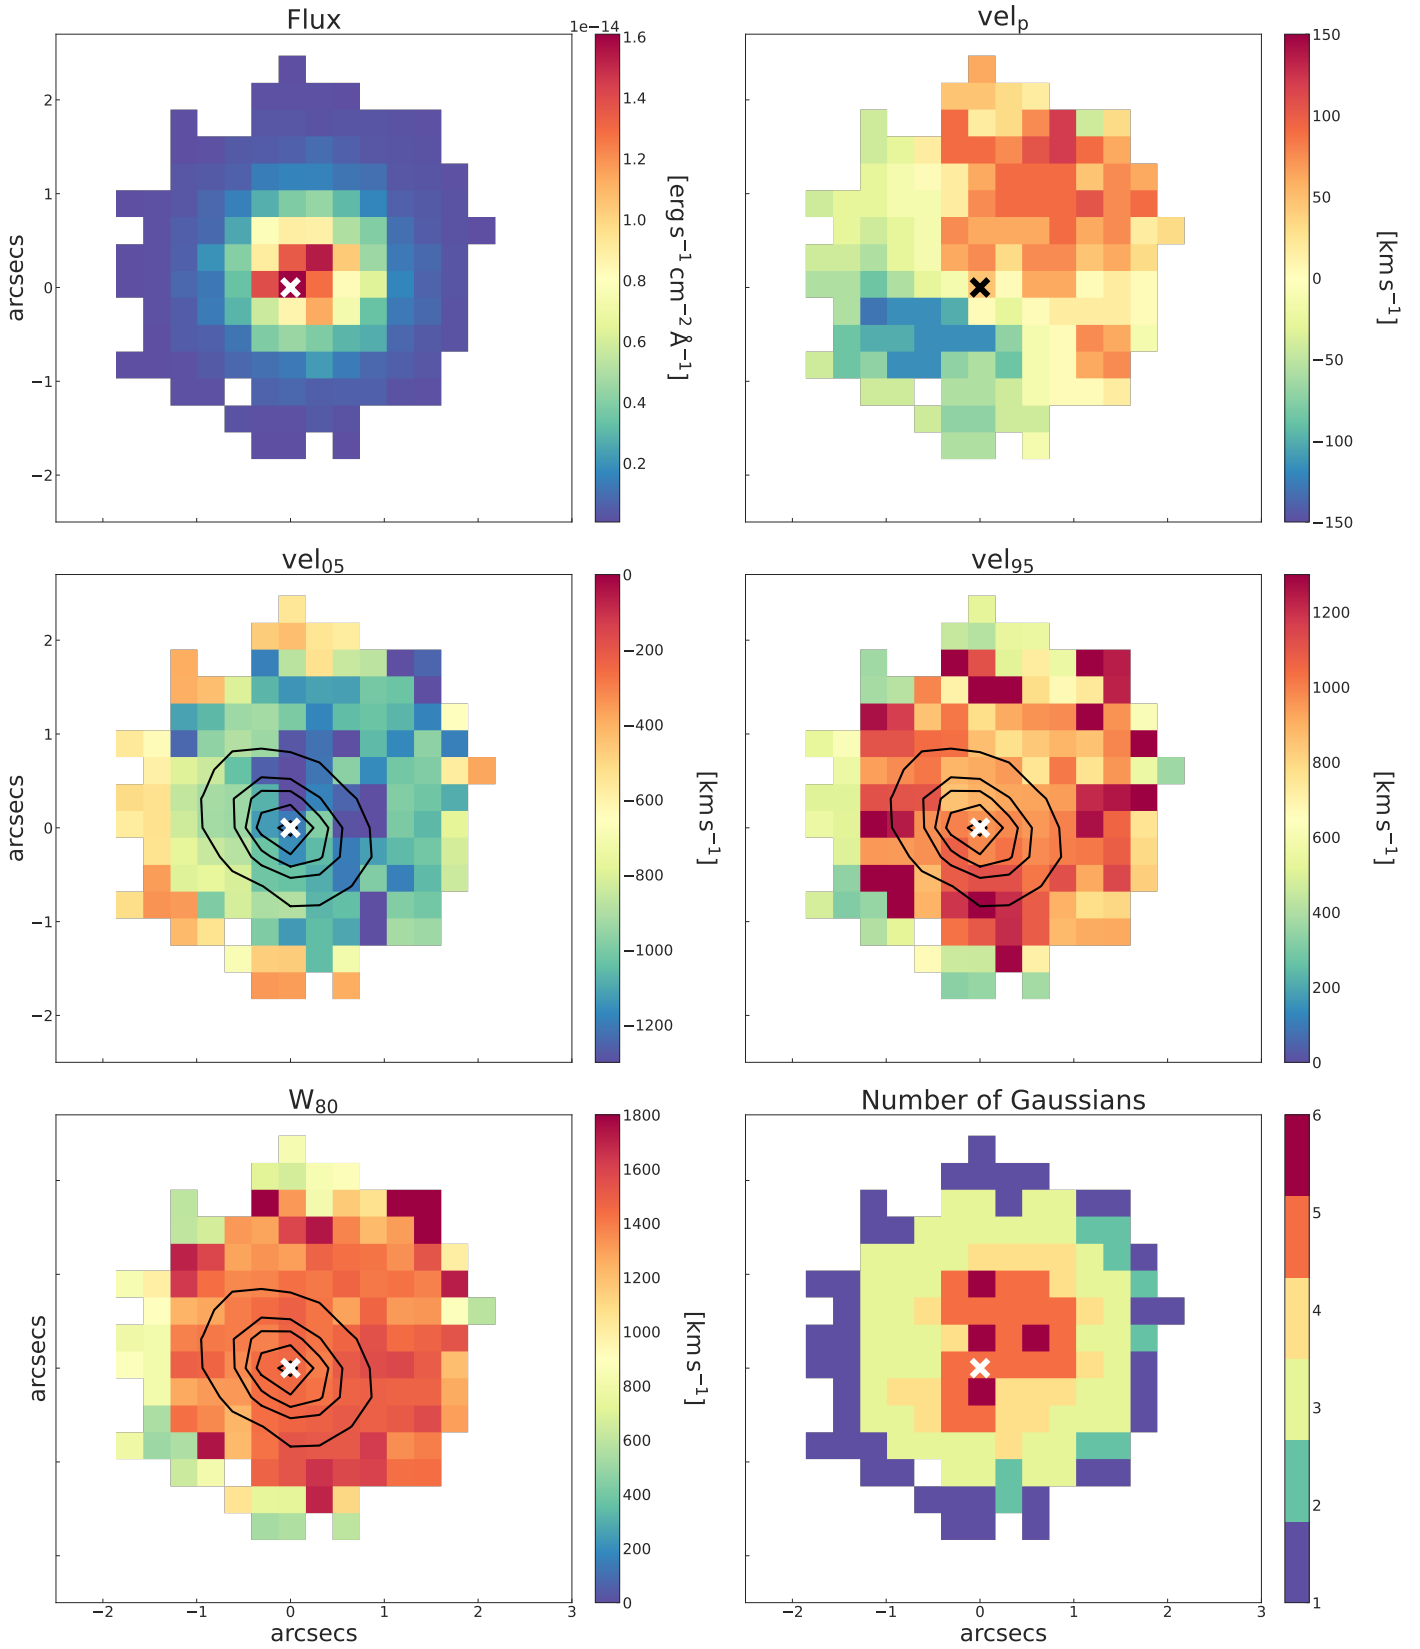 Flux
1e−14
2
1
0
−1
−2
arcsecs
1.6
1.4
1.2
1.0
0.8
0.6
0.4
0.2
[erg s⁻¹ cm⁻² Å⁻¹]
velₚ
150
100
50
0
−50
−100
−150
[km s⁻¹]
vel₀₅
2
1
0
−1
−2
arcsecs
0
−200
−400
−600
−800
−1000
−1200
[km s⁻¹]
vel₉₅
1200
1000
800
600
400
200
0
[km s⁻¹]
W₈₀
arcsecs
−2 −1 0 1 2 3
arcsecs
1800
1600
1400
1200
1000
800
600
400
200
0
[km s⁻¹]
Number of Gaussians
−2 −1 0 1 2 3
arcsecs
6
5
4
3
2
1